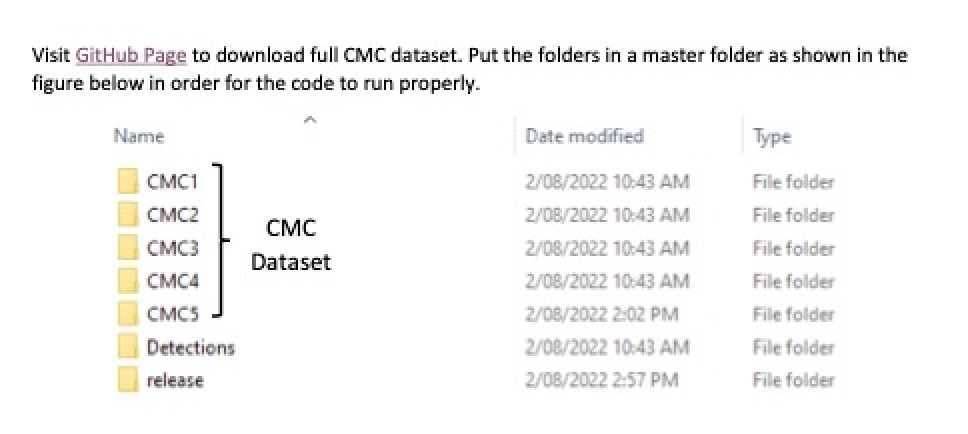 Visit GitHub Page to download full CMC dataset. Put the folders in a master folder as shown in the
figure below in order for the code to run properly.
Name Date modified Type
CMC1 2/08/2022 10:43 AM File folder
CMC2 2/08/2022 10:43 AM File folder
CMC3 2/08/2022 10:43 AM File folder
CMC4 2/08/2022 10:43 AM File folder
CMC5 2/08/2022 2:02 PM File folder
CMC
Dataset
Detections 2/08/2022 10:43 AM File folder
release 2/08/2022 2:57 PM File folder